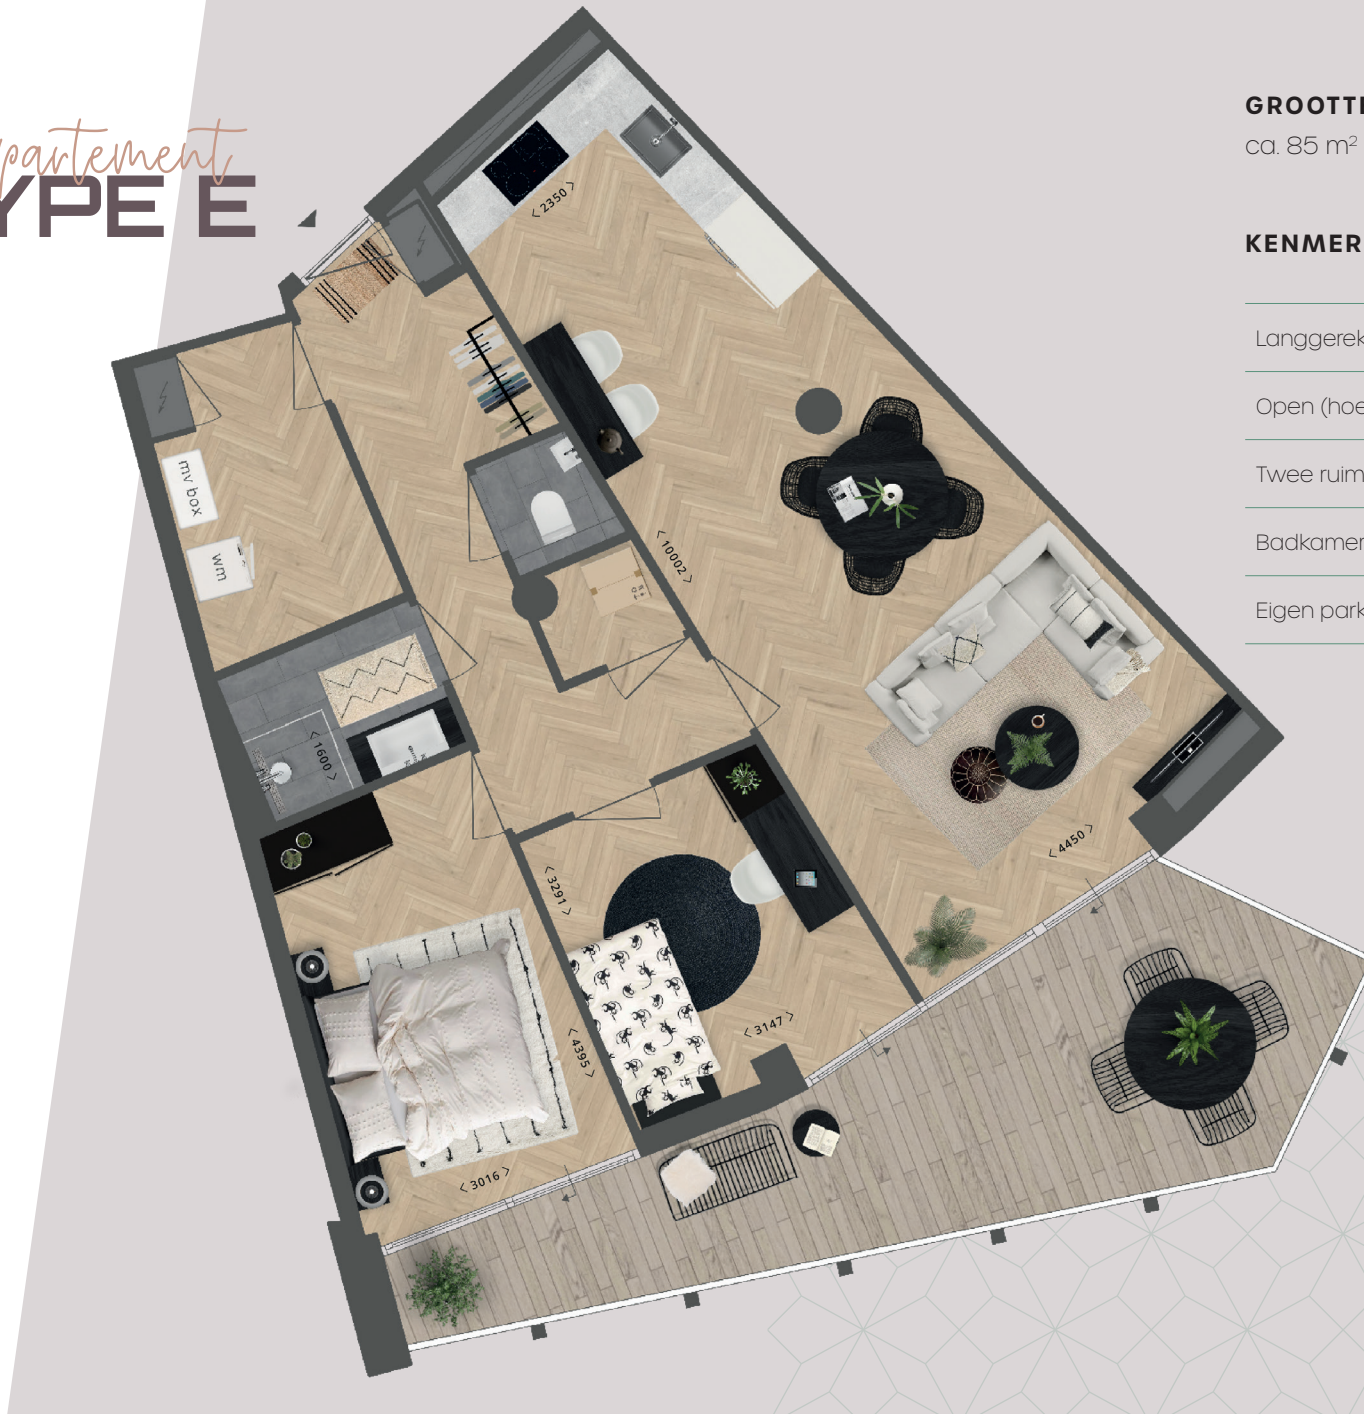 partement
YPE E
GROOTTE
ca. 85 m²
KENMER
Langgerek
Open (hoe
Twee ruim
Badkamer
Eigen park
< 2350 >
mv box
wm
< 10002 >
< 1600 >
< 4450 >
< 3291 >
< 3147 >
< 4395 >
< 3016 >